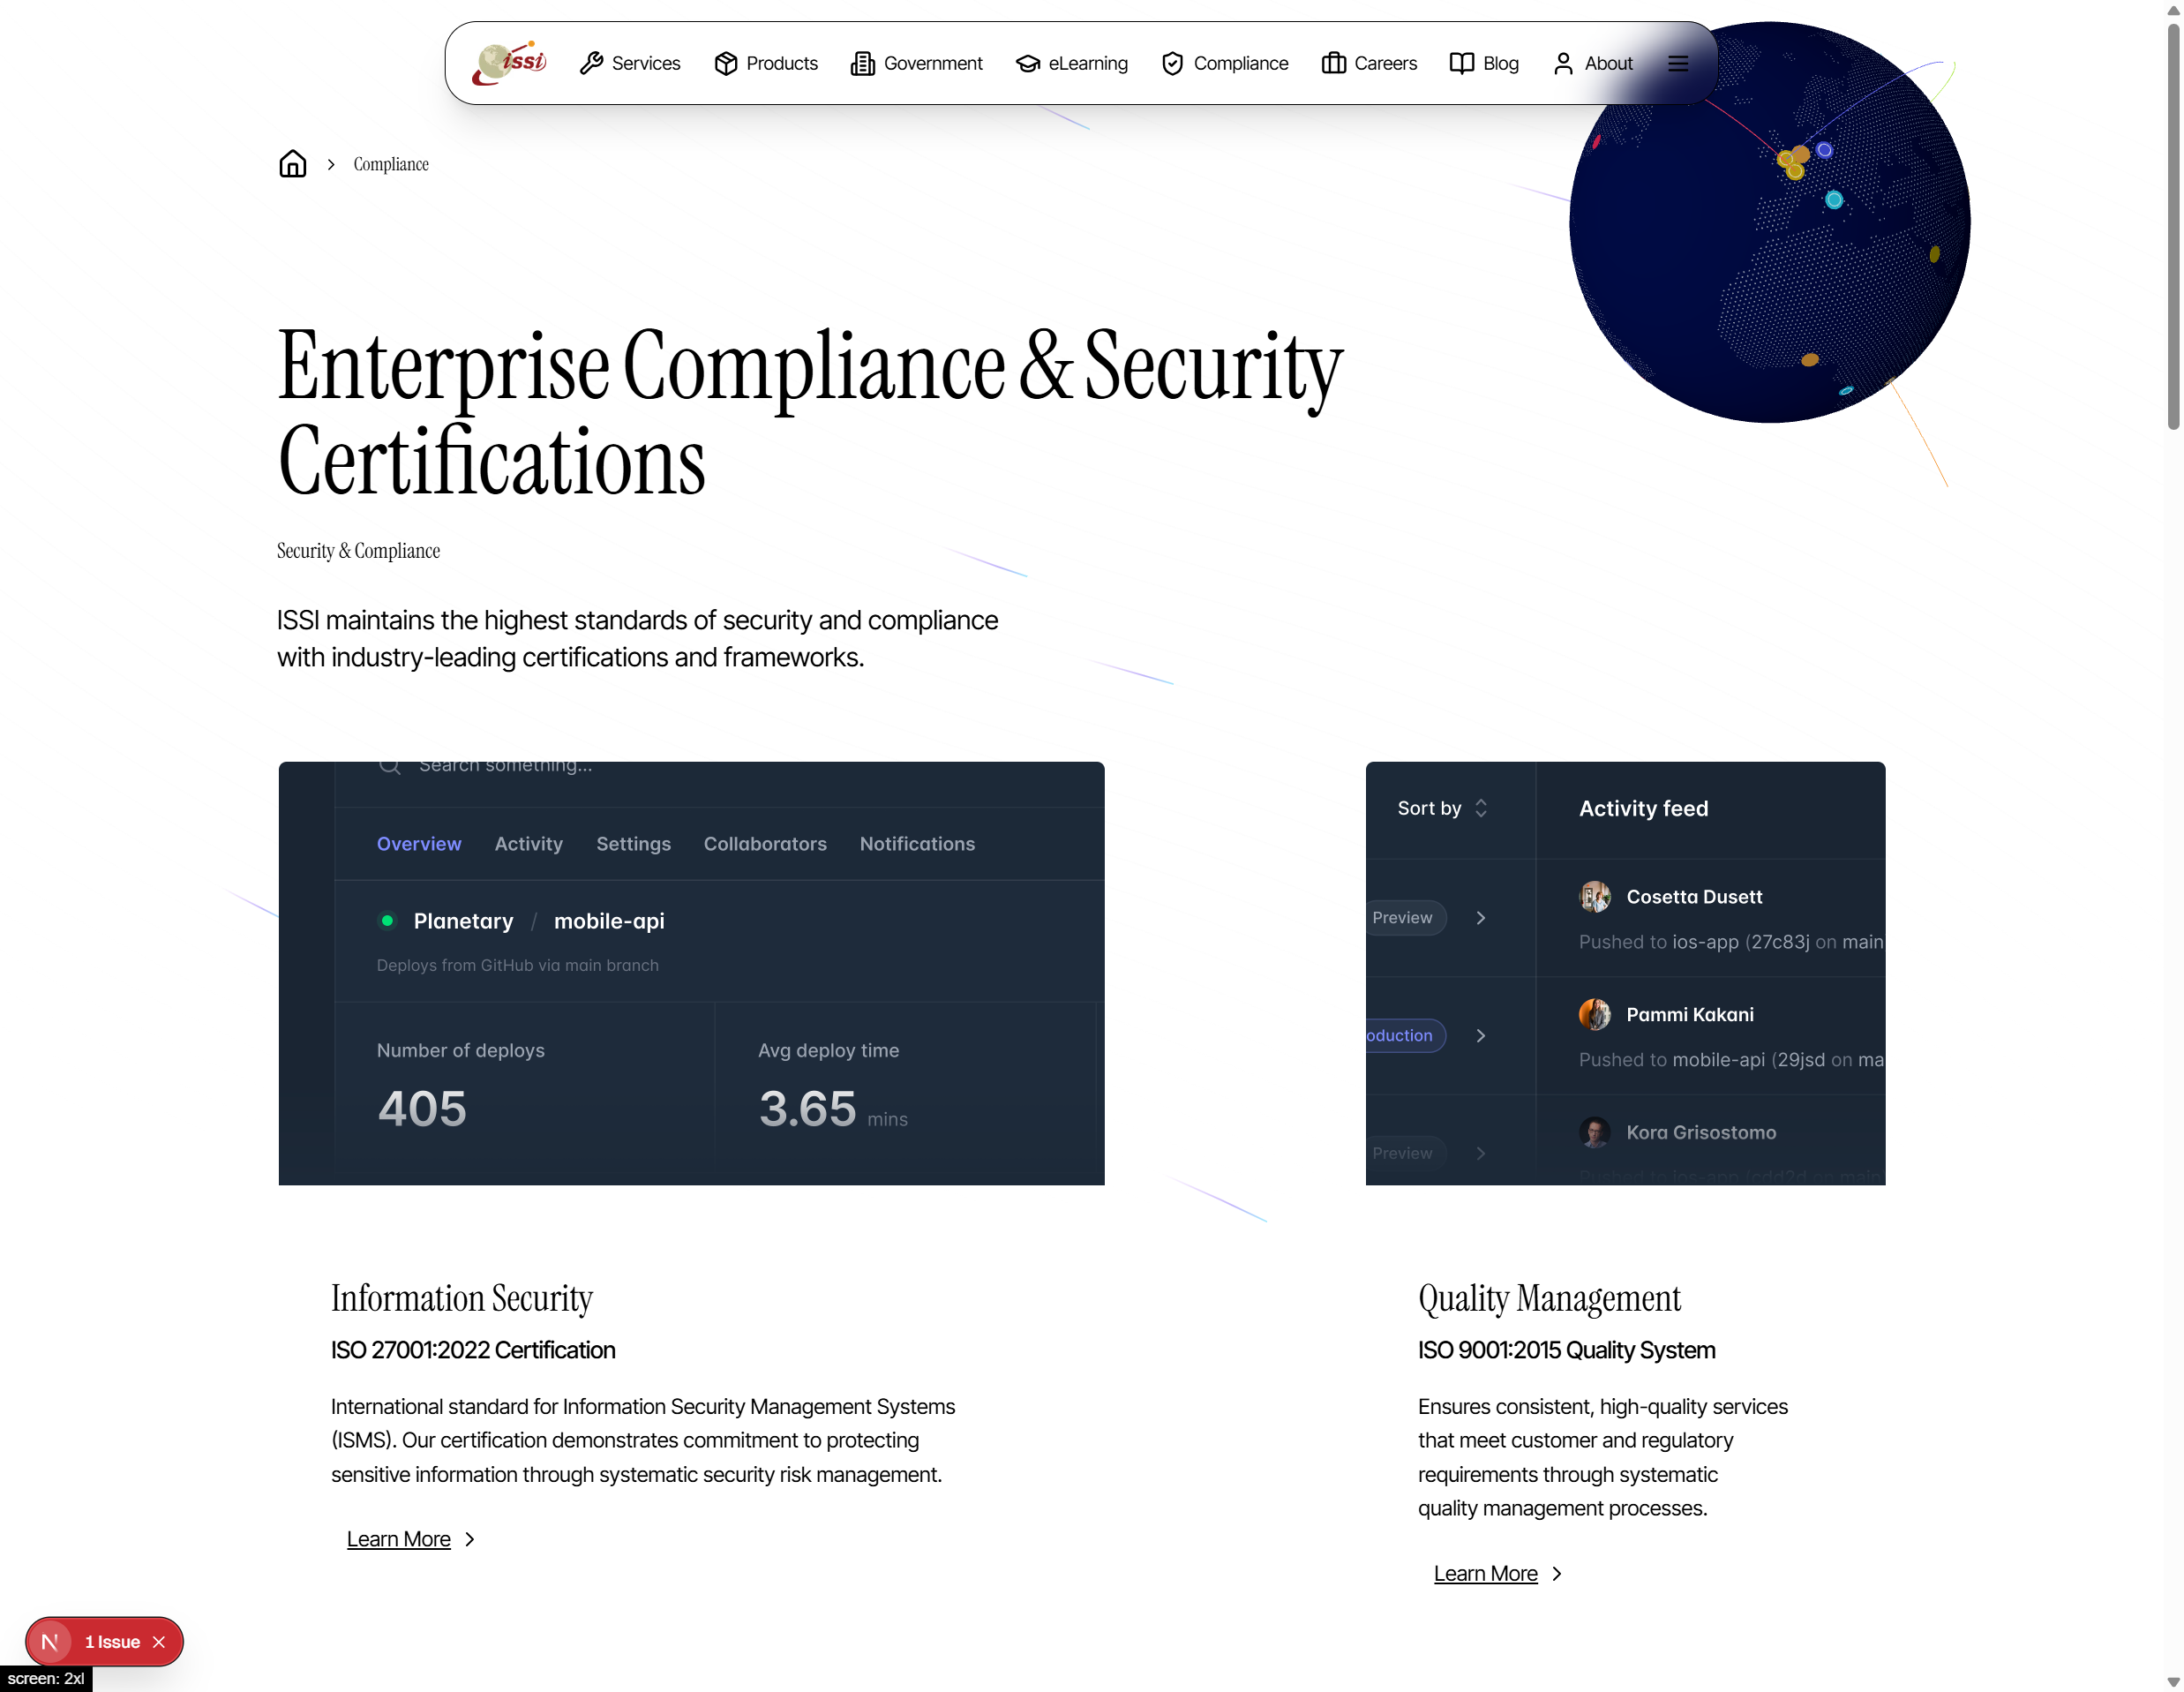 issi
Services
Products
Government
eLearning
Compliance
Careers
Blog
About
Compliance
Enterprise Compliance & Security
Certifications
Security & Compliance
ISSI maintains the highest standards of security and compliance
with industry-leading certifications and frameworks.
Search something...
Overview
Activity
Settings
Collaborators
Notifications
Planetary / mobile-api
Deploys from GitHub via main branch
Number of deploys
405
Avg deploy time
3.65 mins
Sort by
Activity feed
Preview
Cosetta Dusett
Pushed to ios-app (27c83j on main
oduction
Pammi Kakani
Pushed to mobile-api (29jsd on ma
Preview
Kora Grisostomo
Pushed to ios-app
Information Security
ISO 27001:2022 Certification
International standard for Information Security Management Systems
(ISMS). Our certification demonstrates commitment to protecting
sensitive information through systematic security risk management.
Learn More
Quality Management
ISO 9001:2015 Quality System
Ensures consistent, high-quality services
that meet customer and regulatory
requirements through systematic
quality management processes.
Learn More
N
1 Issue
screen: 2xl